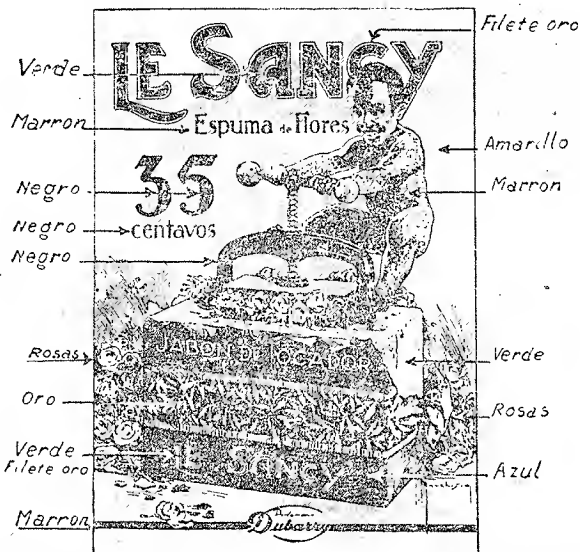 Filete oro
LE SANCY
Verde
Marron
Espuma de Flores
Amarillo
Marron
35
Negro
centavos
Negro
Negro
JABON DE TOCADOR
Rosas
Verde
Oro
Rosas
Verde
Filete oro
LE SANCY
Azul
Marron
Dubarry